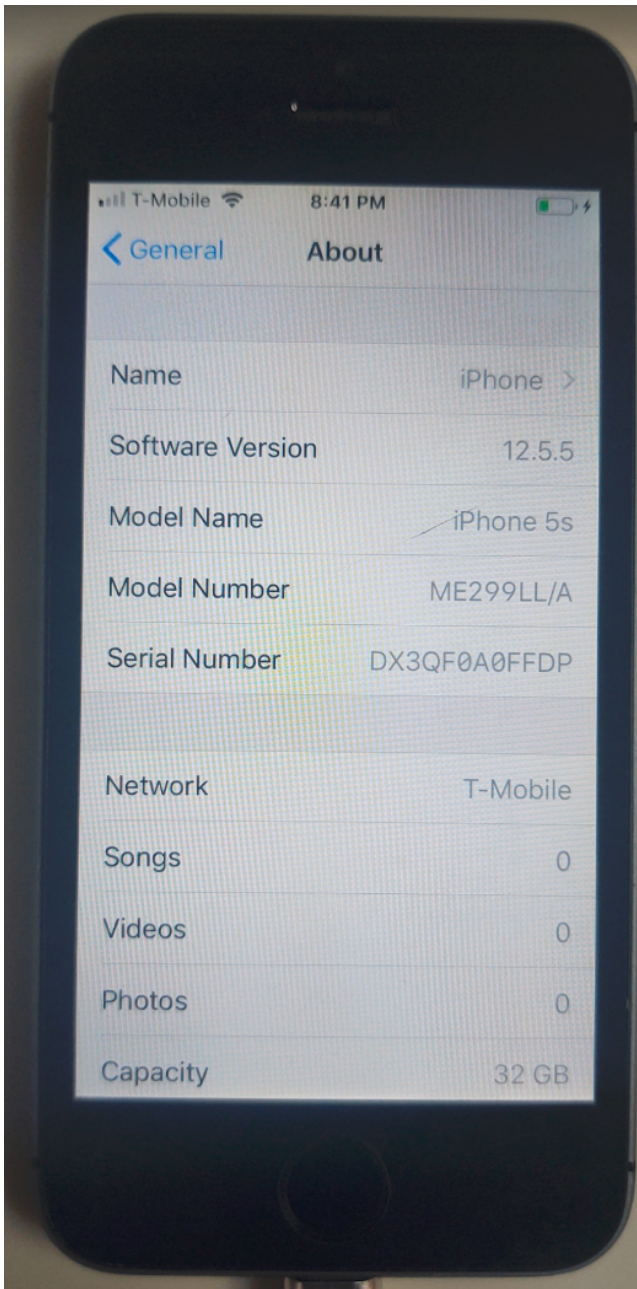 T-Mobile 8:41 PM
General About
Name iPhone
Software Version 12.5.5
Model Name iPhone 5s
Model Number ME299LL/A
Serial Number DX3QF0A0FFDP
Network T-Mobile
Songs 0
Videos 0
Photos 0
Capacity 32 GB